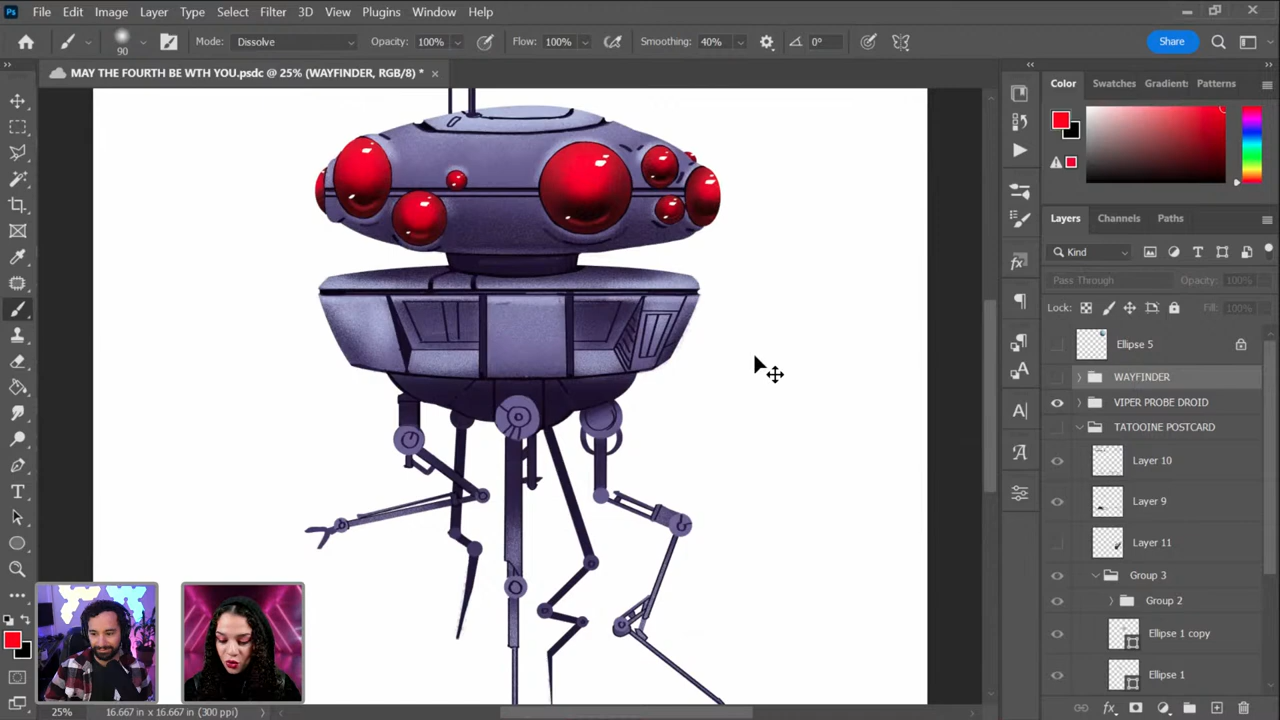 Ps File Edit Image Layer Type Select Filter 3D View Plugins Window Help
90 Mode: Dissolve Opacity: 100% Flow: 100% Smoothing: 40% 0° Share
MAY THE FOURTH BE WTH YOU.psdc @ 25% (WAYFINDER, RGB/8) *
Color Swatches Gradient: Patterns
Layers Channels Paths
Kind
Pass Through Opacity: 100%
Lock: Fill: 100%
Ellipse 5
WAYFINDER
VIPER PROBE DROID
TATOOINE POSTCARD
Layer 10
Layer 9
Layer 11
Group 3
Group 2
Ellipse 1 copy
Ellipse 1
25% 16.667 in x 16.667 in (300 ppi)